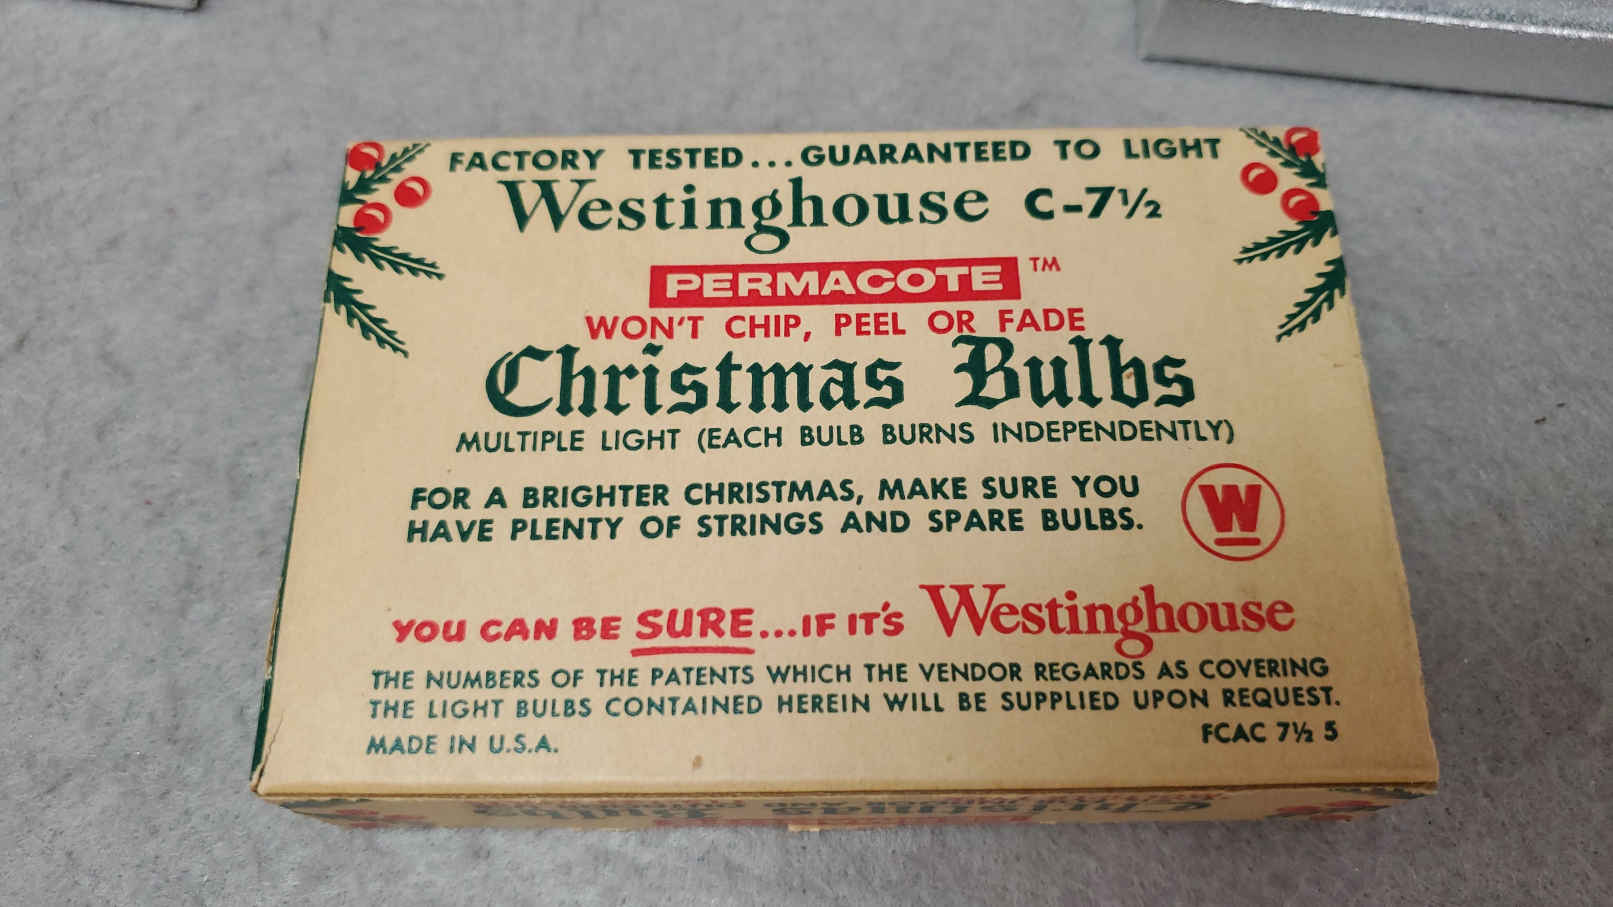 FACTORY TESTED...GUARANTEED TO LIGHT
Westinghouse C-7½
PERMACOTE TM
WON'T CHIP, PEEL OR FADE
Christmas Bulbs
MULTIPLE LIGHT (EACH BULB BURNS INDEPENDENTLY)
FOR A BRIGHTER CHRISTMAS, MAKE SURE YOU
HAVE PLENTY OF STRINGS AND SPARE BULBS.
W
YOU CAN BE SURE...IF IT'S Westinghouse
THE NUMBERS OF THE PATENTS WHICH THE VENDOR REGARDS AS COVERING
THE LIGHT BULBS CONTAINED HEREIN WILL BE SUPPLIED UPON REQUEST.
MADE IN U.S.A.
FCAC 7½ 5
Christmas Bulbs